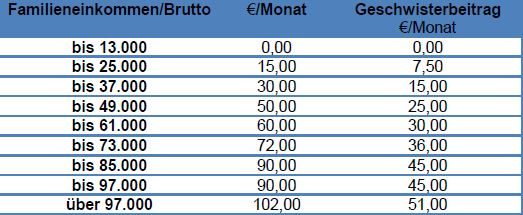 Familieneinkommen/Brutto €/Monat Geschwisterbeitrag
€/Monat
bis 13.000 0,00 0,00
bis 25.000 15,00 7,50
bis 37.000 30,00 15,00
bis 49.000 50,00 25,00
bis 61.000 60,00 30,00
bis 73.000 72,00 36,00
bis 85.000 90,00 45,00
bis 97.000 90,00 45,00
über 97.000 102,00 51,00